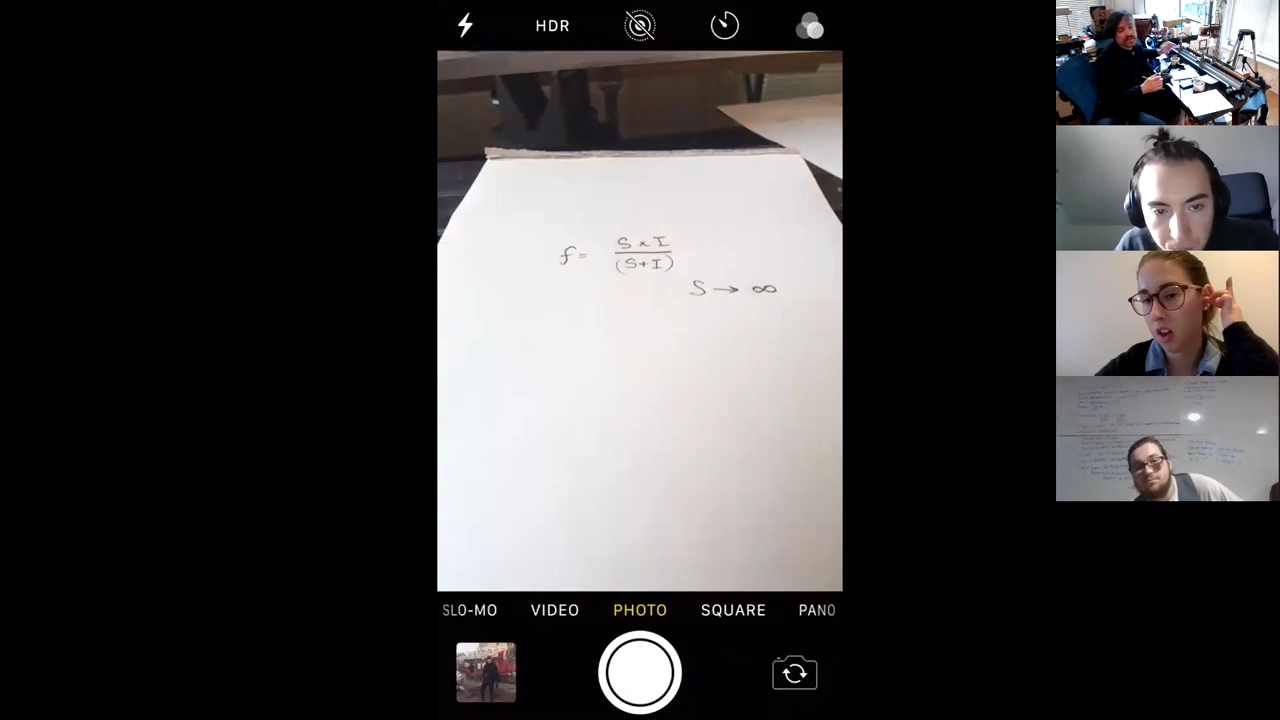 HDR
f = S × I
(S+I)
S → ∞
SLO-MO VIDEO PHOTO SQUARE PANO